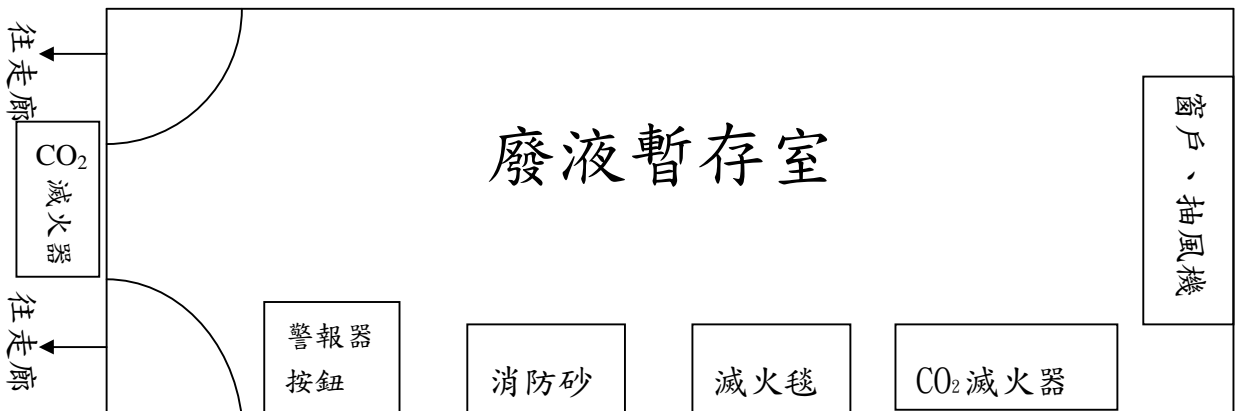 往走廊
CO₂
滅火器
往走廊
廢液暫存室
窗戶、抽風機
警報器
按鈕
消防砂
滅火毯
CO₂滅火器